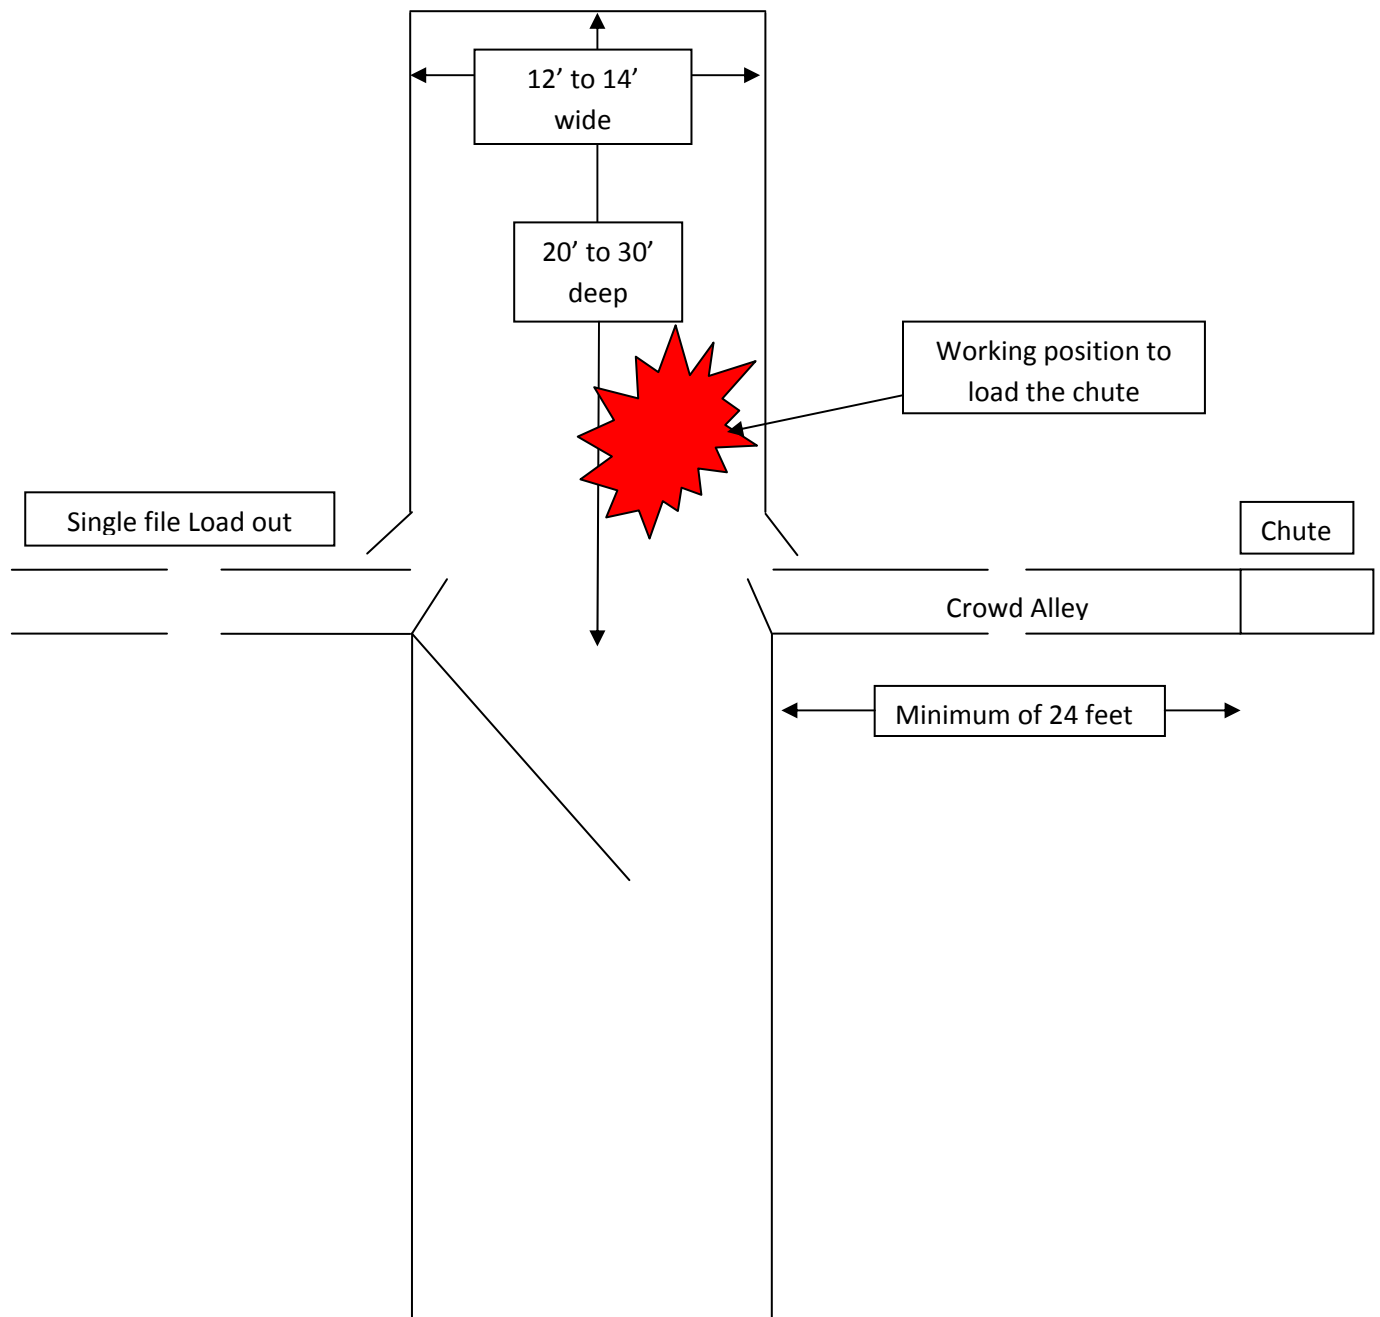 12’ to 14’
wide
20’ to 30’
deep
Working position to
load the chute
Single file Load out
Chute
Crowd Alley
Minimum of 24 feet